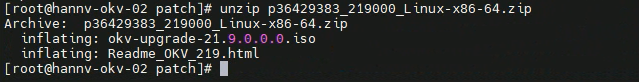 [root@hannv-okv-02 patch]# unzip p36429383_219000_Linux-x86-64.zip
Archive:  p36429383_219000_Linux-x86-64.zip
  inflating: okv-upgrade-21.9.0.0.0.iso
  inflating: Readme_OKV_219.html
[root@hannv-okv-02 patch]#